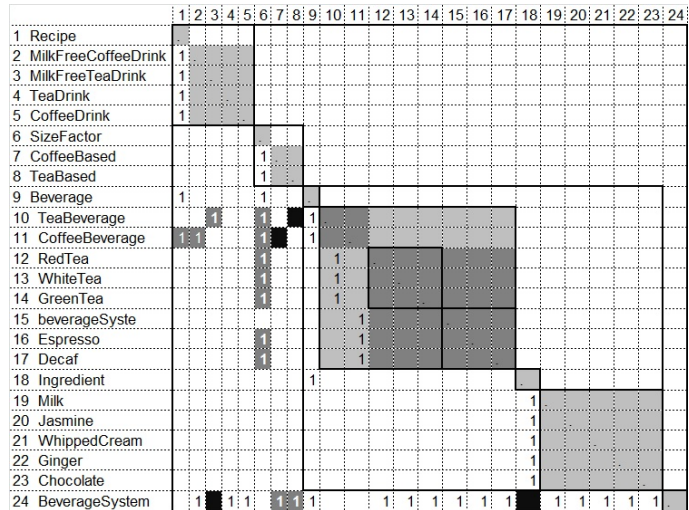 1 2 3 4 5 6 7 8 9 10 11 12 13 14 15 16 17 18 19 20 21 22 23 24
1 Recipe .
2 MilkFreeCoffeeDrink 1 .
3 MilkFreeTeaDrink 1 .
4 TeaDrink 1 .
5 CoffeeDrink 1 .
6 SizeFactor .
7 CoffeeBased 1 .
8 TeaBased 1 .
9 Beverage 1 1 .
10 TeaBeverage 1 1 1 .
11 CoffeeBeverage 1 1 1 1 .
12 RedTea 1 1 .
13 WhiteTea 1 1 .
14 GreenTea 1 1 .
15 beverageSyste 1 .
16 Espresso 1 1 .
17 Decaf 1 1 .
18 Ingredient 1 .
19 Milk 1 .
20 Jasmine 1 .
21 WhippedCream 1 .
22 Ginger 1 .
23 Chocolate 1 .
24 BeverageSystem 1 1 1 1 1 1 1 1 1 1 1 1 1 1 1 1 1 .